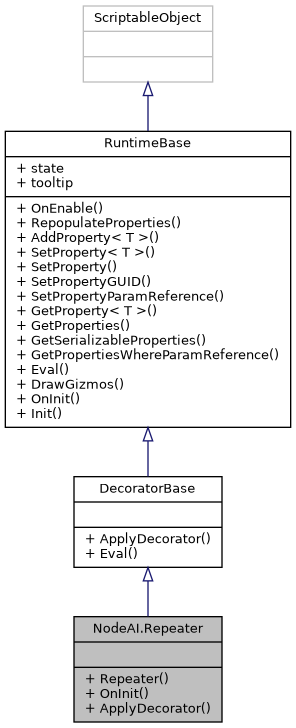 ScriptableObject
RuntimeBase
+ state
+ tooltip
+ OnEnable()
+ RepopulateProperties()
+ AddProperty< T >()
+ SetProperty< T >()
+ SetProperty()
+ SetPropertyGUID()
+ SetPropertyParamReference()
+ GetProperty< T >()
+ GetProperties()
+ GetSerializableProperties()
+ GetPropertiesWhereParamReference()
+ Eval()
+ DrawGizmos()
+ OnInit()
+ Init()
DecoratorBase
+ ApplyDecorator()
+ Eval()
NodeAI.Repeater
+ Repeater()
+ OnInit()
+ ApplyDecorator()